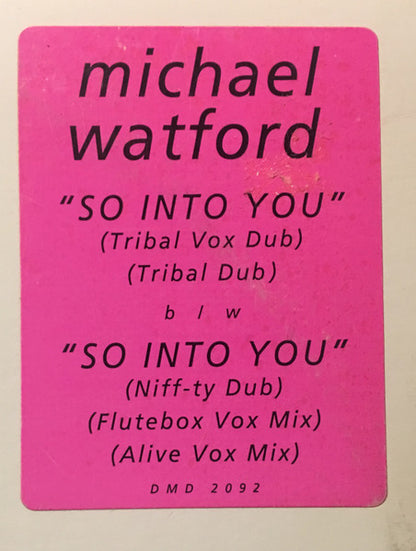 michael
watford
"SO INTO YOU"
(Tribal Vox Dub)
(Tribal Dub)
b / w
"SO INTO YOU"
(Niff-ty Dub)
(Flutebox Vox Mix)
(Alive Vox Mix)
DMD 2092